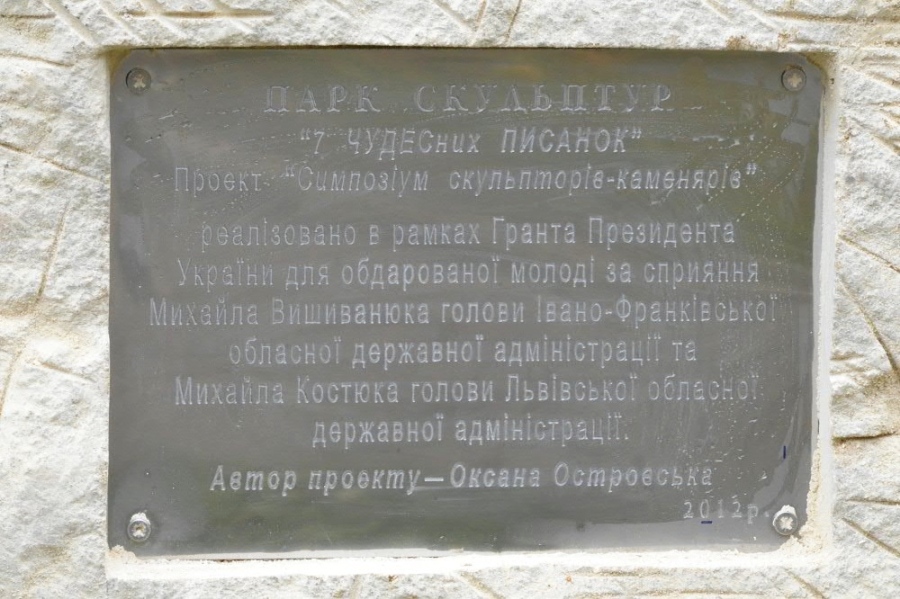 ПАРК СКУЛЬПТУР
"7 ЧУДЕСних ПИСАНОК"
Проект "Симпозіум скульпторів-каменярів"
реалізовано в рамках Гранта Президента
України для обдарованої молоді за сприяння
Михайла Вишиванюка голови Івано-Франківської
обласної державної адміністрації та
Михайла Костюка голови Львівської обласної
державної адміністрації.
Автор проекту—Оксана Островська
2012р.